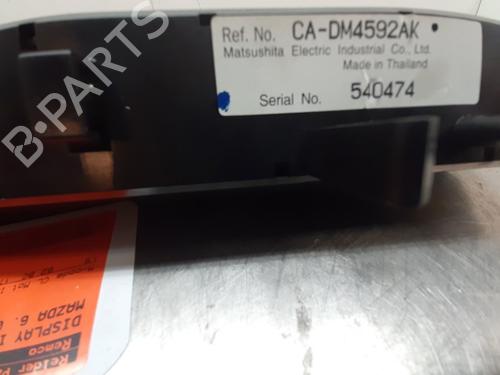 Ref. No. CA-DM4592AK
Matsushita Electric Industrial Co., Ltd.
Made in Thailand
Serial No. 540474
B-PARTS
DISPLAY
MAZDA 6.
Remco